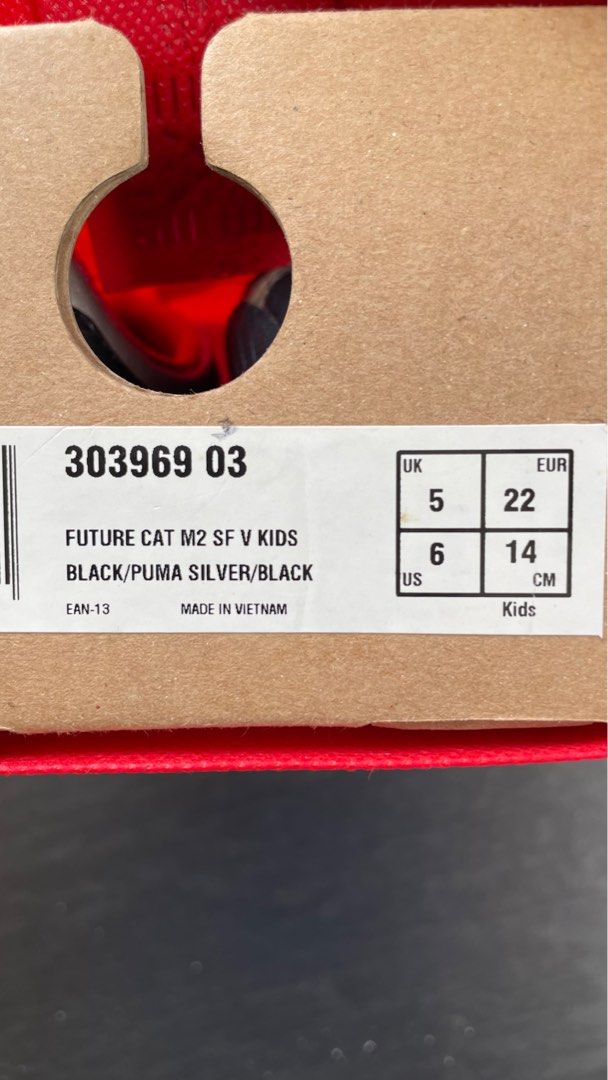 303969 03
FUTURE CAT M2 SF V KIDS
BLACK/PUMA SILVER/BLACK
EAN-13 MADE IN VIETNAM
UK EUR
5 22
6 14
US CM
Kids